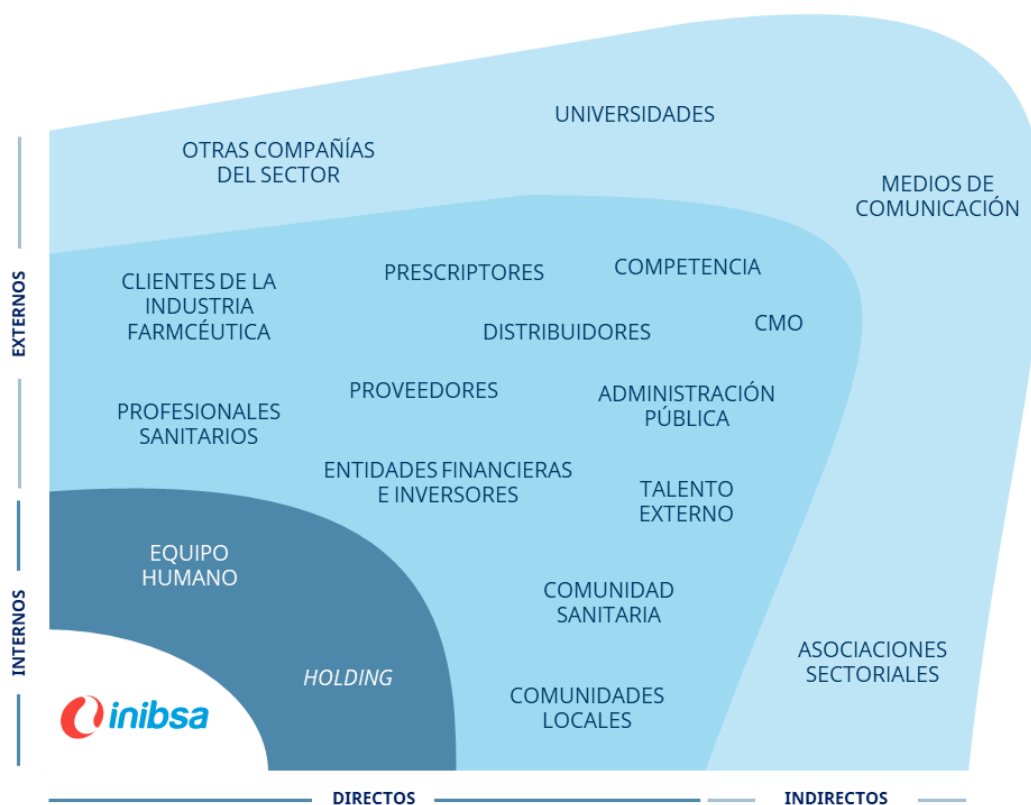 UNIVERSIDADES
OTRAS COMPAÑÍAS
DEL SECTOR
MEDIOS DE
COMUNICACIÓN
CLIENTES DE LA
INDUSTRIA
FARMCÉUTICA
PRESCRIPTORES
COMPETENCIA
DISTRIBUIDORES
CMO
PROVEEDORES
ADMINISTRACIÓN
PÚBLICA
PROFESIONALES
SANITARIOS
ENTIDADES FINANCIERAS
E INVERSORES
TALENTO
EXTERNO
EQUIPO
HUMANO
COMUNIDAD
SANITARIA
HOLDING
COMUNIDADES
LOCALES
ASOCIACIONES
SECTORIALES
inibsa
EXTERNOS
INTERNOS
DIRECTOS
INDIRECTOS